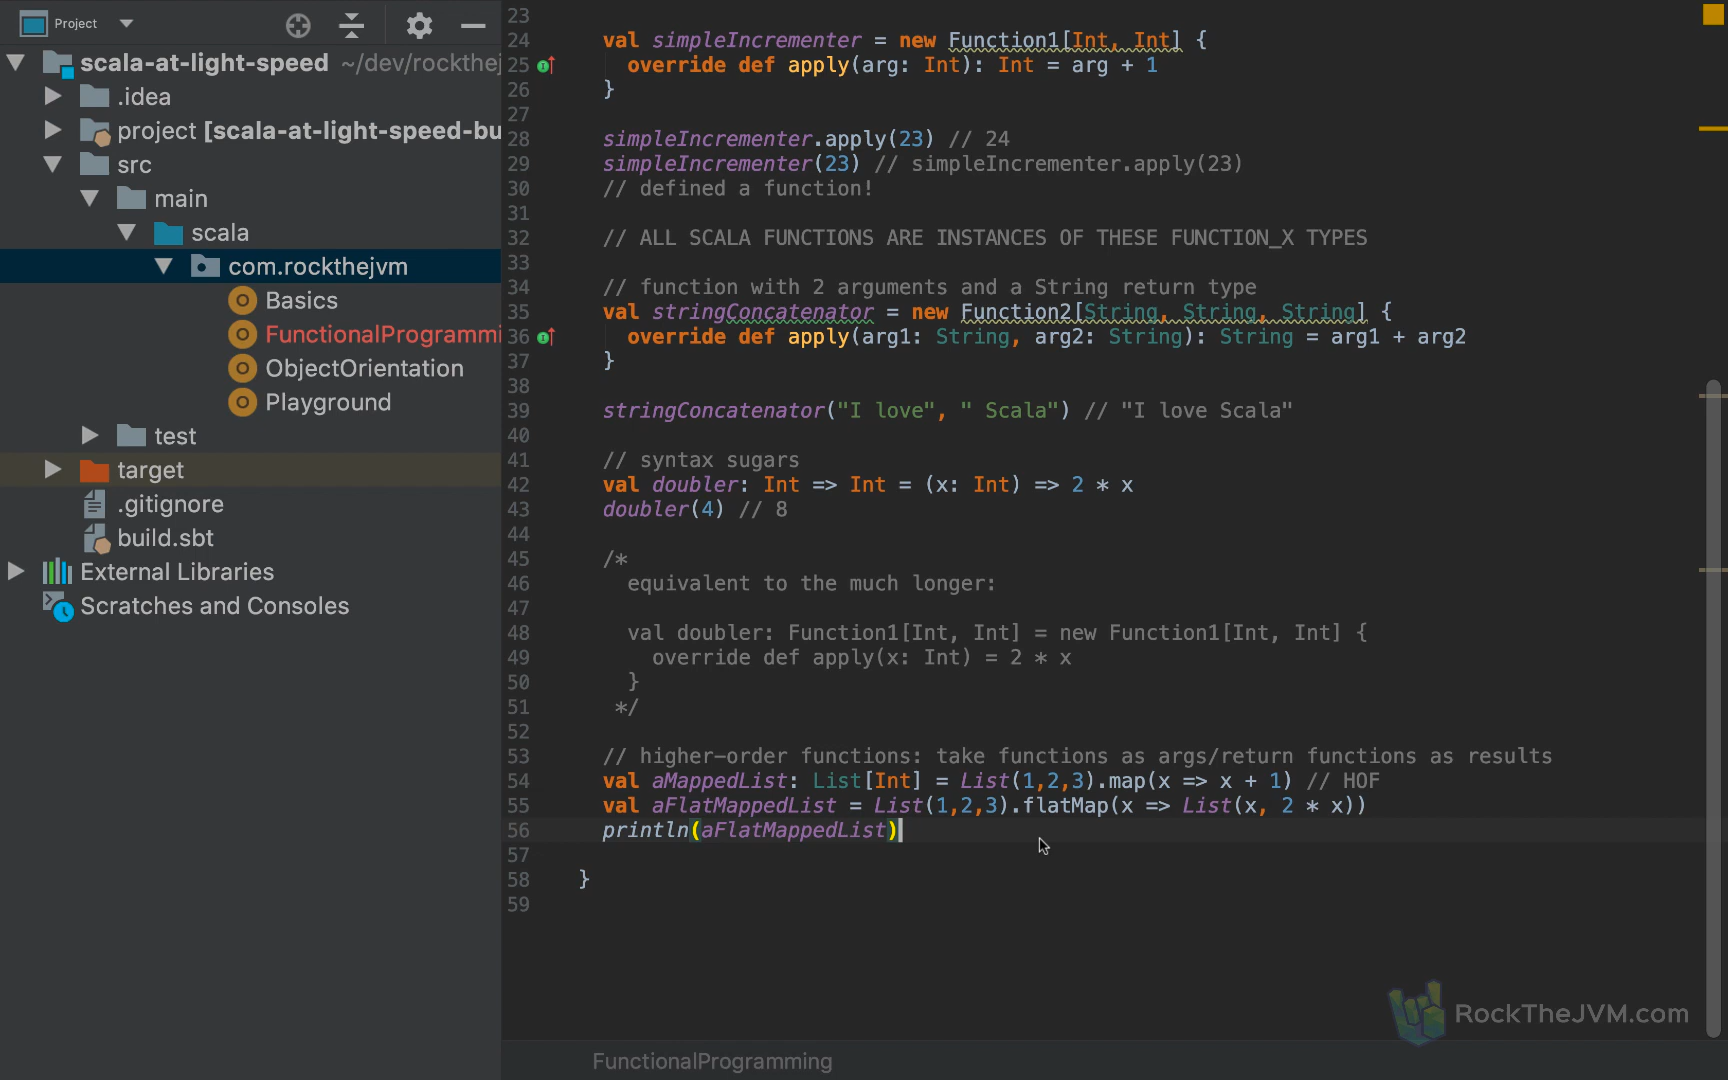 Project
scala-at-light-speed ~/dev/rockthej
.idea
project [scala-at-light-speed-bu
src
main
scala
com.rockthejvm
Basics
FunctionalProgrammi
ObjectOrientation
Playground
test
target
.gitignore
build.sbt
External Libraries
Scratches and Consoles
23
24 val simpleIncrementer = new Function1[Int, Int] {
25 override def apply(arg: Int): Int = arg + 1
26 }
27
28 simpleIncrementer.apply(23) // 24
29 simpleIncrementer(23) // simpleIncrementer.apply(23)
30 // defined a function!
31
32 // ALL SCALA FUNCTIONS ARE INSTANCES OF THESE FUNCTION_X TYPES
33
34 // function with 2 arguments and a String return type
35 val stringConcatenator = new Function2[String, String, String] {
36 override def apply(arg1: String, arg2: String): String = arg1 + arg2
37 }
38
39 stringConcatenator("I love", " Scala") // "I love Scala"
40
41 // syntax sugars
42 val doubler: Int => Int = (x: Int) => 2 * x
43 doubler(4) // 8
44
45 /*
46 equivalent to the much longer:
47
48 val doubler: Function1[Int, Int] = new Function1[Int, Int] {
49 override def apply(x: Int) = 2 * x
50 }
51 */
52
53 // higher-order functions: take functions as args/return functions as results
54 val aMappedList: List[Int] = List(1,2,3).map(x => x + 1) // HOF
55 val aFlatMappedList = List(1,2,3).flatMap(x => List(x, 2 * x))
56 println(aFlatMappedList)
57
58 }
59
RockTheJVM.com
FunctionalProgramming